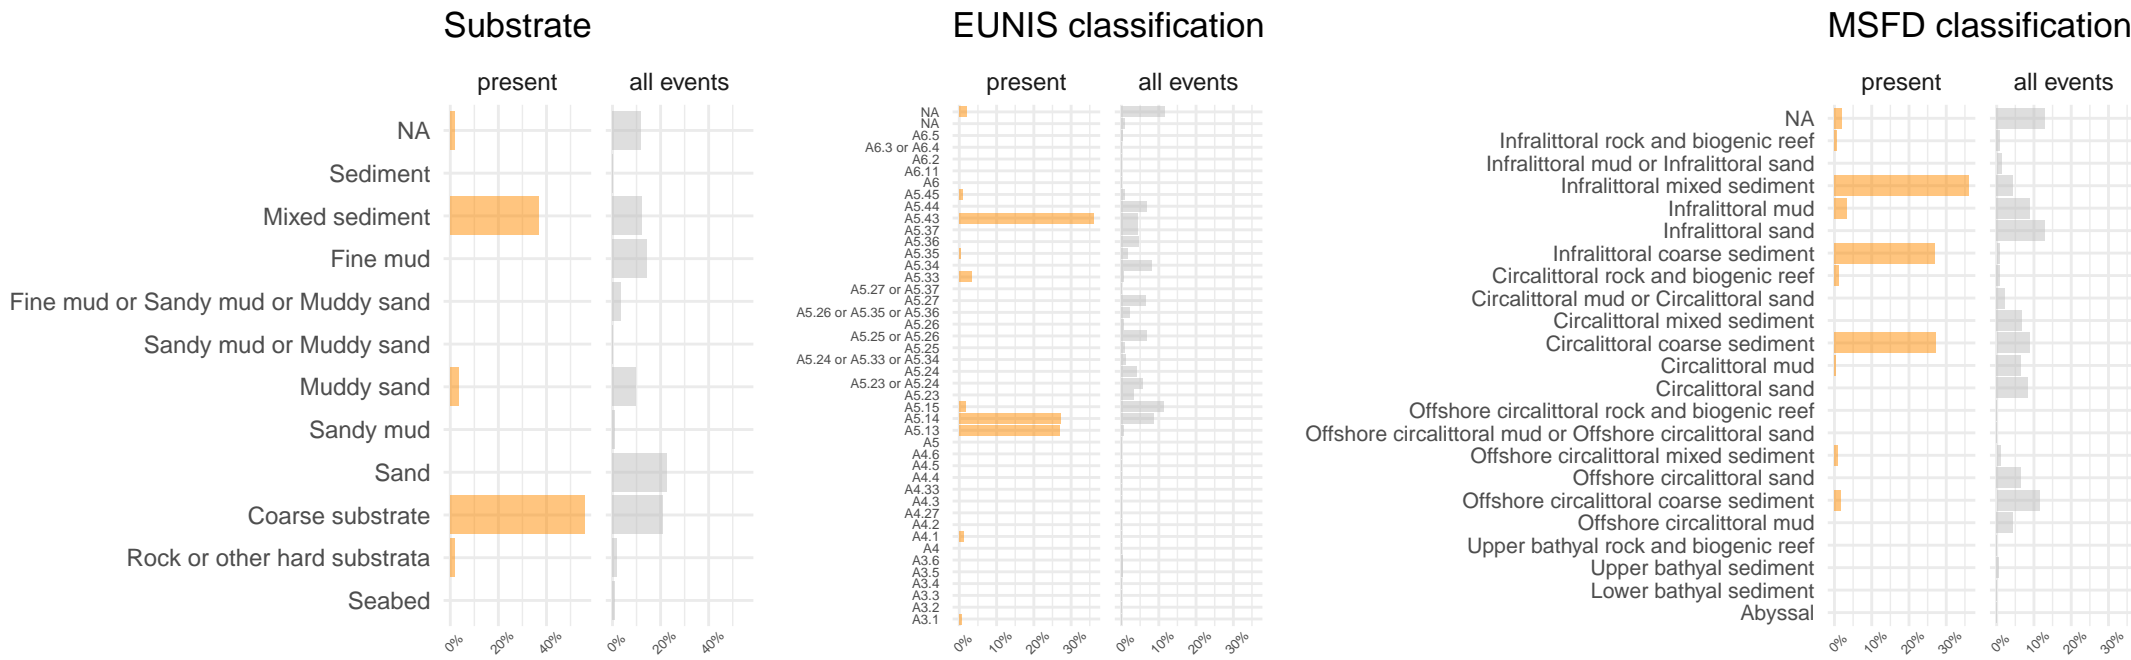 Substrate
present all events
NA
Sediment
Mixed sediment
Fine mud
Fine mud or Sandy mud or Muddy sand
Sandy mud or Muddy sand
Muddy sand
Sandy mud
Sand
Coarse substrate
Rock or other hard substrata
Seabed
0% 20% 40% 0% 20% 40%
EUNIS classification
present all events
NA
NA
A6.5
A6.3 or A6.4
A6.2
A6.11
A6
A5.45
A5.44
A5.43
A5.37
A5.36
A5.35
A5.34
A5.33
A5.27 or A5.37
A5.27
A5.26 or A5.35 or A5.36
A5.26
A5.25 or A5.26
A5.25
A5.24 or A5.33 or A5.34
A5.24
A5.23 or A5.24
A5.23
A5.15
A5.14
A5.13
A5
A4.6
A4.5
A4.4
A4.33
A4.3
A4.27
A4.2
A4.1
A4
A3.6
A3.5
A3.4
A3.3
A3.2
A3.1
0% 10% 20% 30% 0% 10% 20% 30%
MSFD classification
present all events
NA
Infralittoral rock and biogenic reef
Infralittoral mud or Infralittoral sand
Infralittoral mixed sediment
Infralittoral mud
Infralittoral sand
Infralittoral coarse sediment
Circalittoral rock and biogenic reef
Circalittoral mud or Circalittoral sand
Circalittoral mixed sediment
Circalittoral coarse sediment
Circalittoral mud
Circalittoral sand
Offshore circalittoral rock and biogenic reef
Offshore circalittoral mud or Offshore circalittoral sand
Offshore circalittoral mixed sediment
Offshore circalittoral sand
Offshore circalittoral coarse sediment
Offshore circalittoral mud
Upper bathyal rock and biogenic reef
Upper bathyal sediment
Lower bathyal sediment
Abyssal
0% 10% 20% 30% 0% 10% 20% 30%